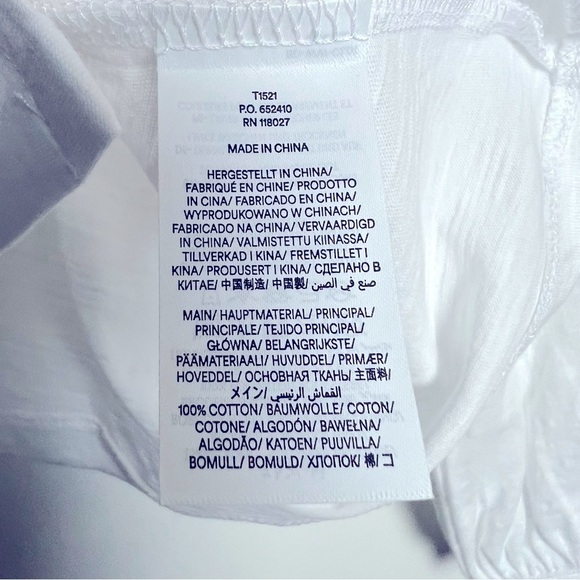 T1521
P.O. 652410
RN 118027
MADE IN CHINA
HERGESTELLT IN CHINA/
FABRIQUÉ EN CHINE/ PRODOTTO
IN CINA/ FABRICADO EN CHINA/
WYPRODUKOWANO W CHINACH/
FABRICADO NA CHINA/ VERVAARDIGD
IN CHINA/ VALMISTETTU KIINASSA/
TILLVERKAD I KINA/ FREMSTILLET I
KINA/ PRODUSERT I KINA/ СДЕЛАНО В
КИТАЕ/ 中国制造/ 中国製/ صنع في الصين
MAIN/ HAUPTMATERIAL/ PRINCIPAL/
PRINCIPALE/ TEJIDO PRINCIPAL/
GŁÓWNA/ BELANGRIJKSTE/
PÄÄMATERIAALI/ HUVUDDEL/ PRIMÆR/
HOVEDDEL/ ОСНОВНАЯ ТКАНЬ/ 主面料/
メイン/ القماش الرئيسي
100% COTTON/ BAUMWOLLE/ COTON/
COTONE/ ALGODÓN/ BAWEŁNA/
ALGODÃO/ KATOEN/ PUUVILLA/
BOMULL/ BOMULD/ ХЛОПОК/ 棉/ コ